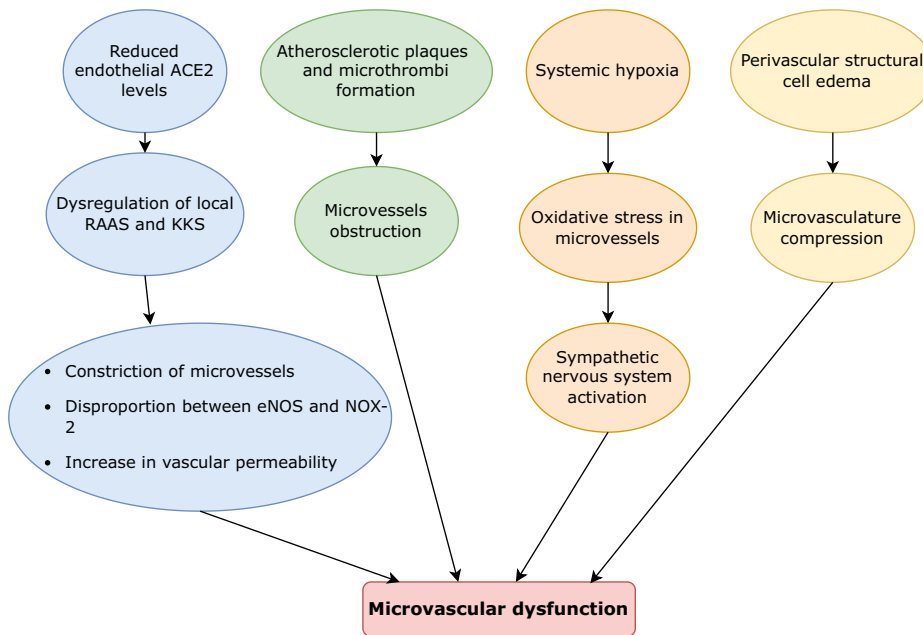 Reduced
endothelial ACE2
levels
Atherosclerotic plaques
and microthrombi
formation
Systemic hypoxia
Perivascular structural
cell edema
Dysregulation of local
RAAS and KKS
Microvessels
obstruction
Oxidative stress in
microvessels
Microvasculature
compression
• Constriction of microvessels
• Disproportion between eNOS and NOX-
2
• Increase in vascular permeability
Sympathetic
nervous system
activation
Microvascular dysfunction